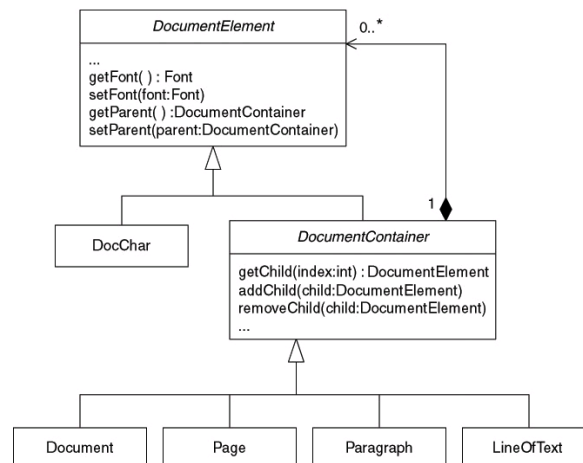 DocumentElement
0..*
...
getFont( ) : Font
setFont(font:Font)
getParent( ) :DocumentContainer
setParent(parent:DocumentContainer)
1
DocChar
DocumentContainer
getChild(index:int) : DocumentElement
addChild(child:DocumentElement)
removeChild(child:DocumentElement)
...
Document
Page
Paragraph
LineOfText